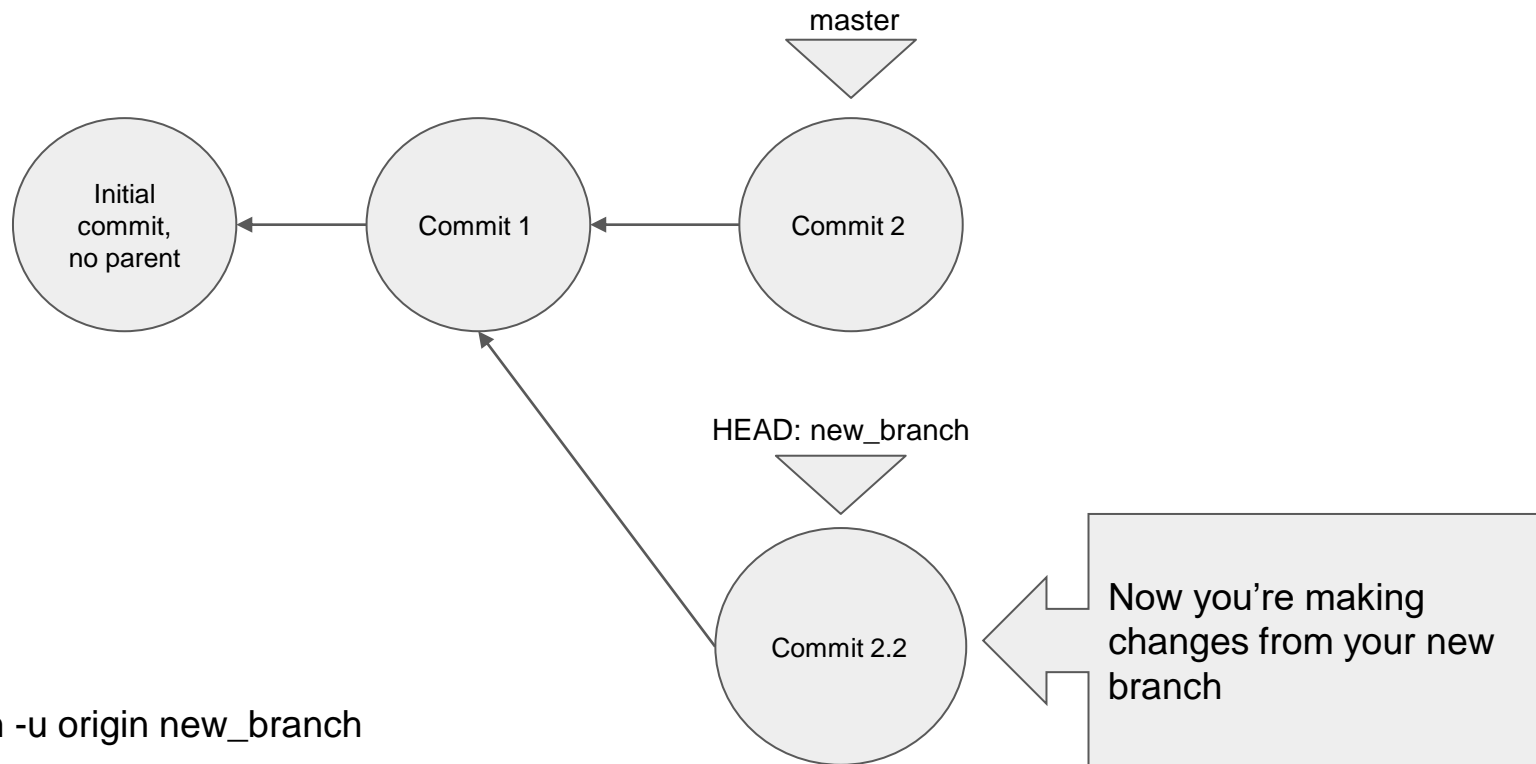 master
Initial
commit,
no parent
Commit 1
Commit 2
HEAD: new_branch
Commit 2.2
Now you're making
changes from your new
branch
-u origin new_branch